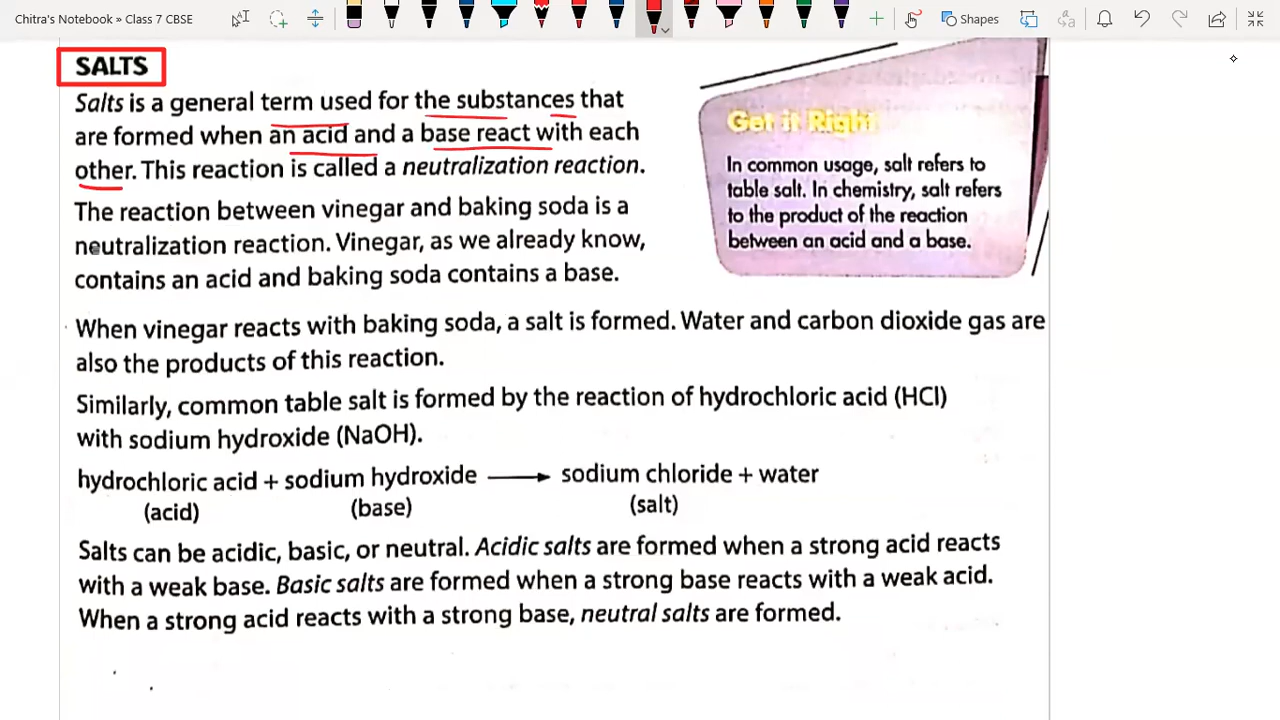 Chitra's Notebook » Class 7 CBSE
Shapes
SALTS
Salts is a general term used for the substances that
are formed when an acid and a base react with each
other. This reaction is called a neutralization reaction.
The reaction between vinegar and baking soda is a
neutralization reaction. Vinegar, as we already know,
contains an acid and baking soda contains a base.
Get it Right
In common usage, salt refers to
table salt. In chemistry, salt refers
to the product of the reaction
between an acid and a base.
When vinegar reacts with baking soda, a salt is formed. Water and carbon dioxide gas are
also the products of this reaction.
Similarly, common table salt is formed by the reaction of hydrochloric acid (HCl)
with sodium hydroxide (NaOH).
hydrochloric acid + sodium hydroxide ⟶ sodium chloride + water
(acid) (base) (salt)
Salts can be acidic, basic, or neutral. Acidic salts are formed when a strong acid reacts
with a weak base. Basic salts are formed when a strong base reacts with a weak acid.
When a strong acid reacts with a strong base, neutral salts are formed.